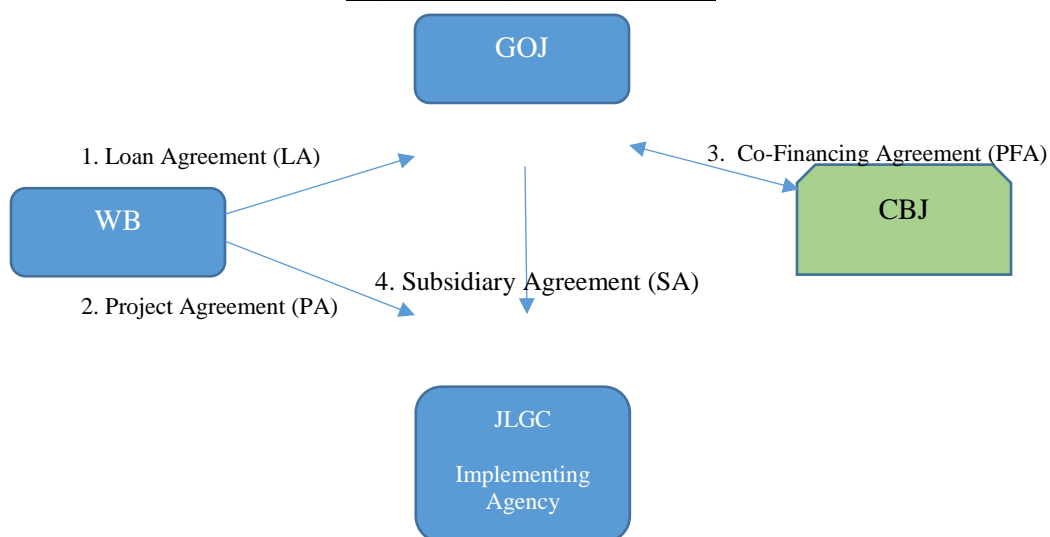 GOJ
1. Loan Agreement (LA)
3. Co-Financing Agreement (PFA)
WB
CBJ
4. Subsidiary Agreement (SA)
2. Project Agreement (PA)
JLGC
Implementing
Agency